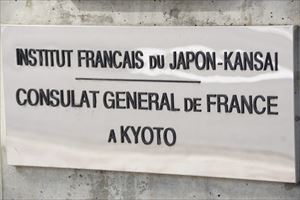 INSTITUT FRANCAIS DU JAPON-KANSAI
CONSULAT GENERAL DE FRANCE
A KYOTO